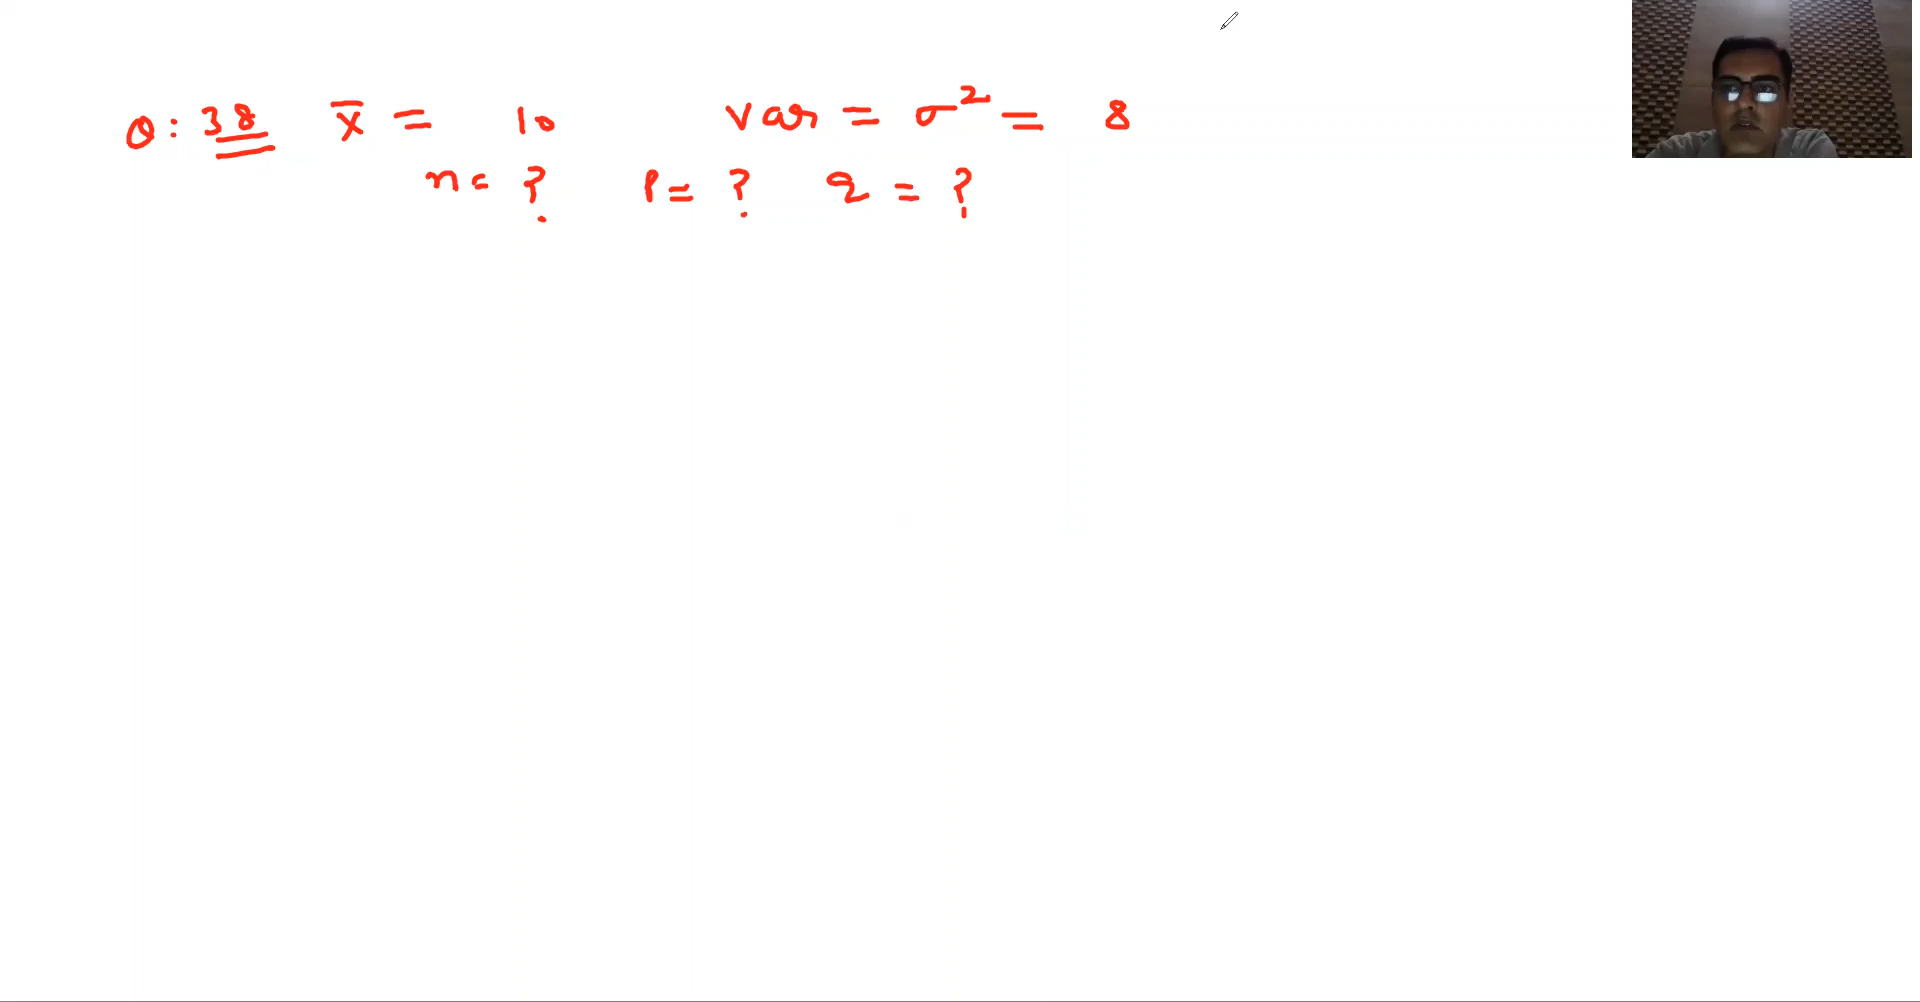 Q: 38 x̄ = 10 var = σ² = 8
n = ? p = ? q = ?